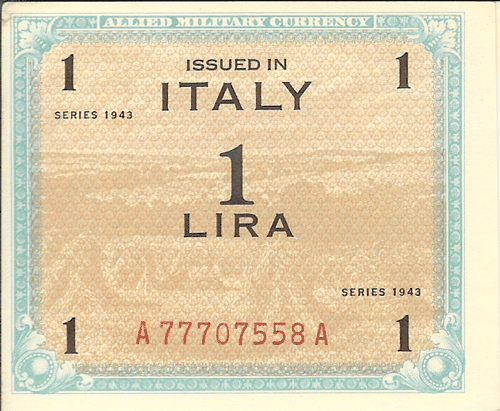 ALLIED MILITARY CURRENCY
1 ISSUED IN 1
ITALY
SERIES 1943
1
LIRA
SERIES 1943
1 A77707558A 1